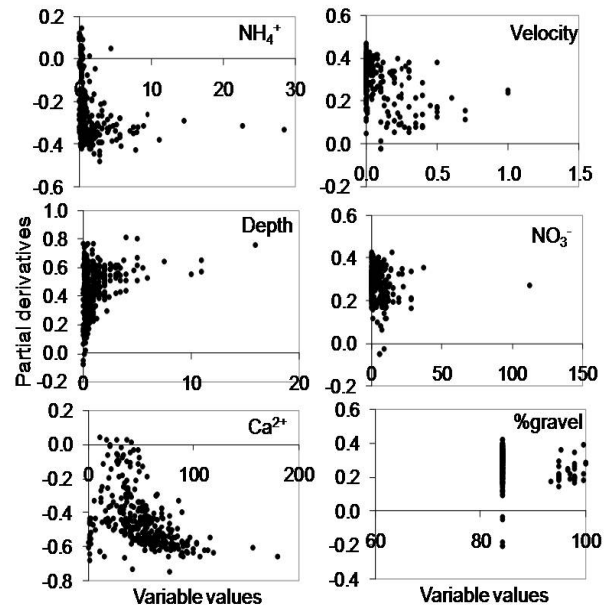 0.2
0.0
-0.2
-0.4
-0.6
0 10 20 30
NH₄⁺
0.6
0.4
0.2
0.0
-0.2
0.0 0.5 1.0 1.5
Velocity
Partial derivatives
1.0
0.8
0.6
0.4
0.2
0.0
-0.2
0 10 20
Depth
0.6
0.4
0.2
0.0
-0.2
0 50 100 150
NO₃⁻
0.2
0.0
-0.2
-0.4
-0.6
-0.8
0 100 200
Ca²⁺
Variable values
0.6
0.4
0.2
0.0
-0.2
-0.4
60 80 100
%gravel
Variable values